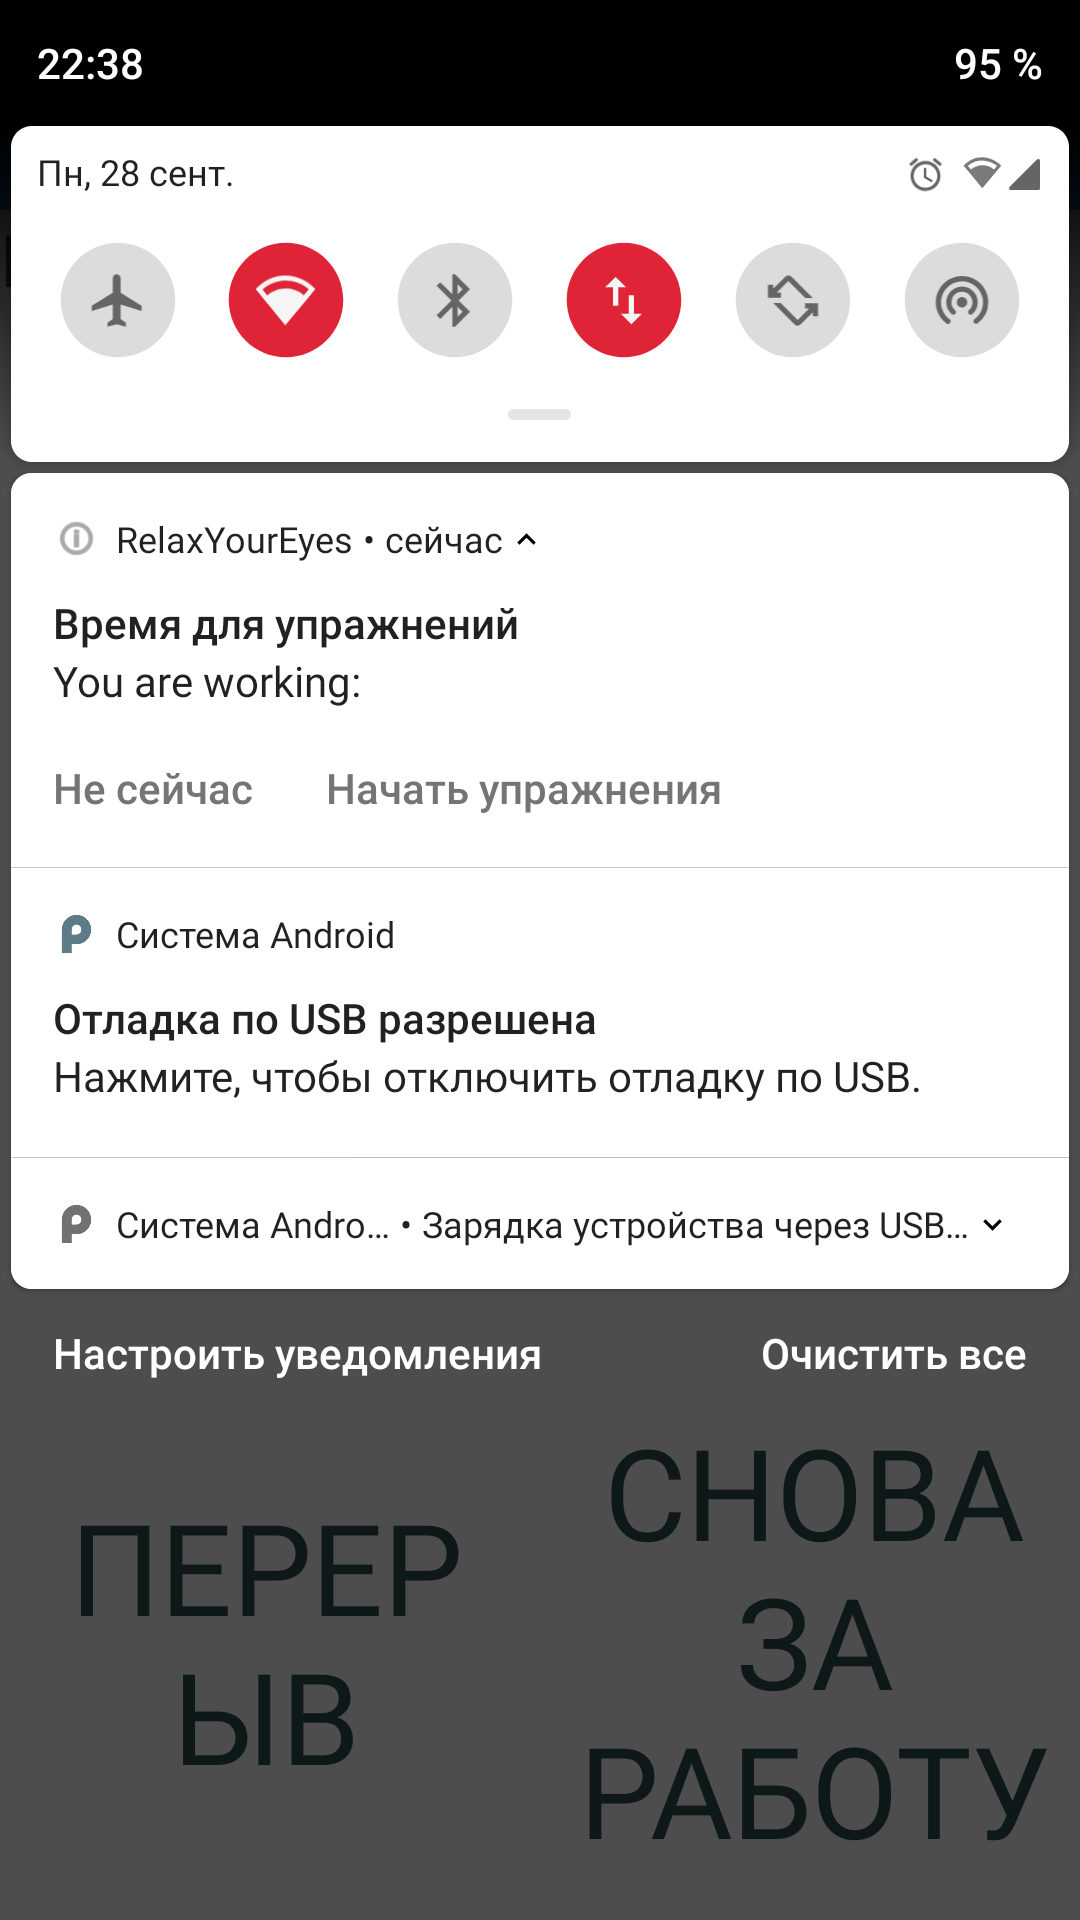 22:38 95 %
Пн, 28 сент.
RelaxYourEyes • сейчас
Время для упражнений
You are working:
Не сейчас Начать упражнения
Система Android
Отладка по USB разрешена
Нажмите, чтобы отключить отладку по USB.
Система Andro… • Зарядка устройства через USB…
Настроить уведомления Очистить все
ПЕРЕР
ЫВ
СНОВА
ЗА
РАБОТУ